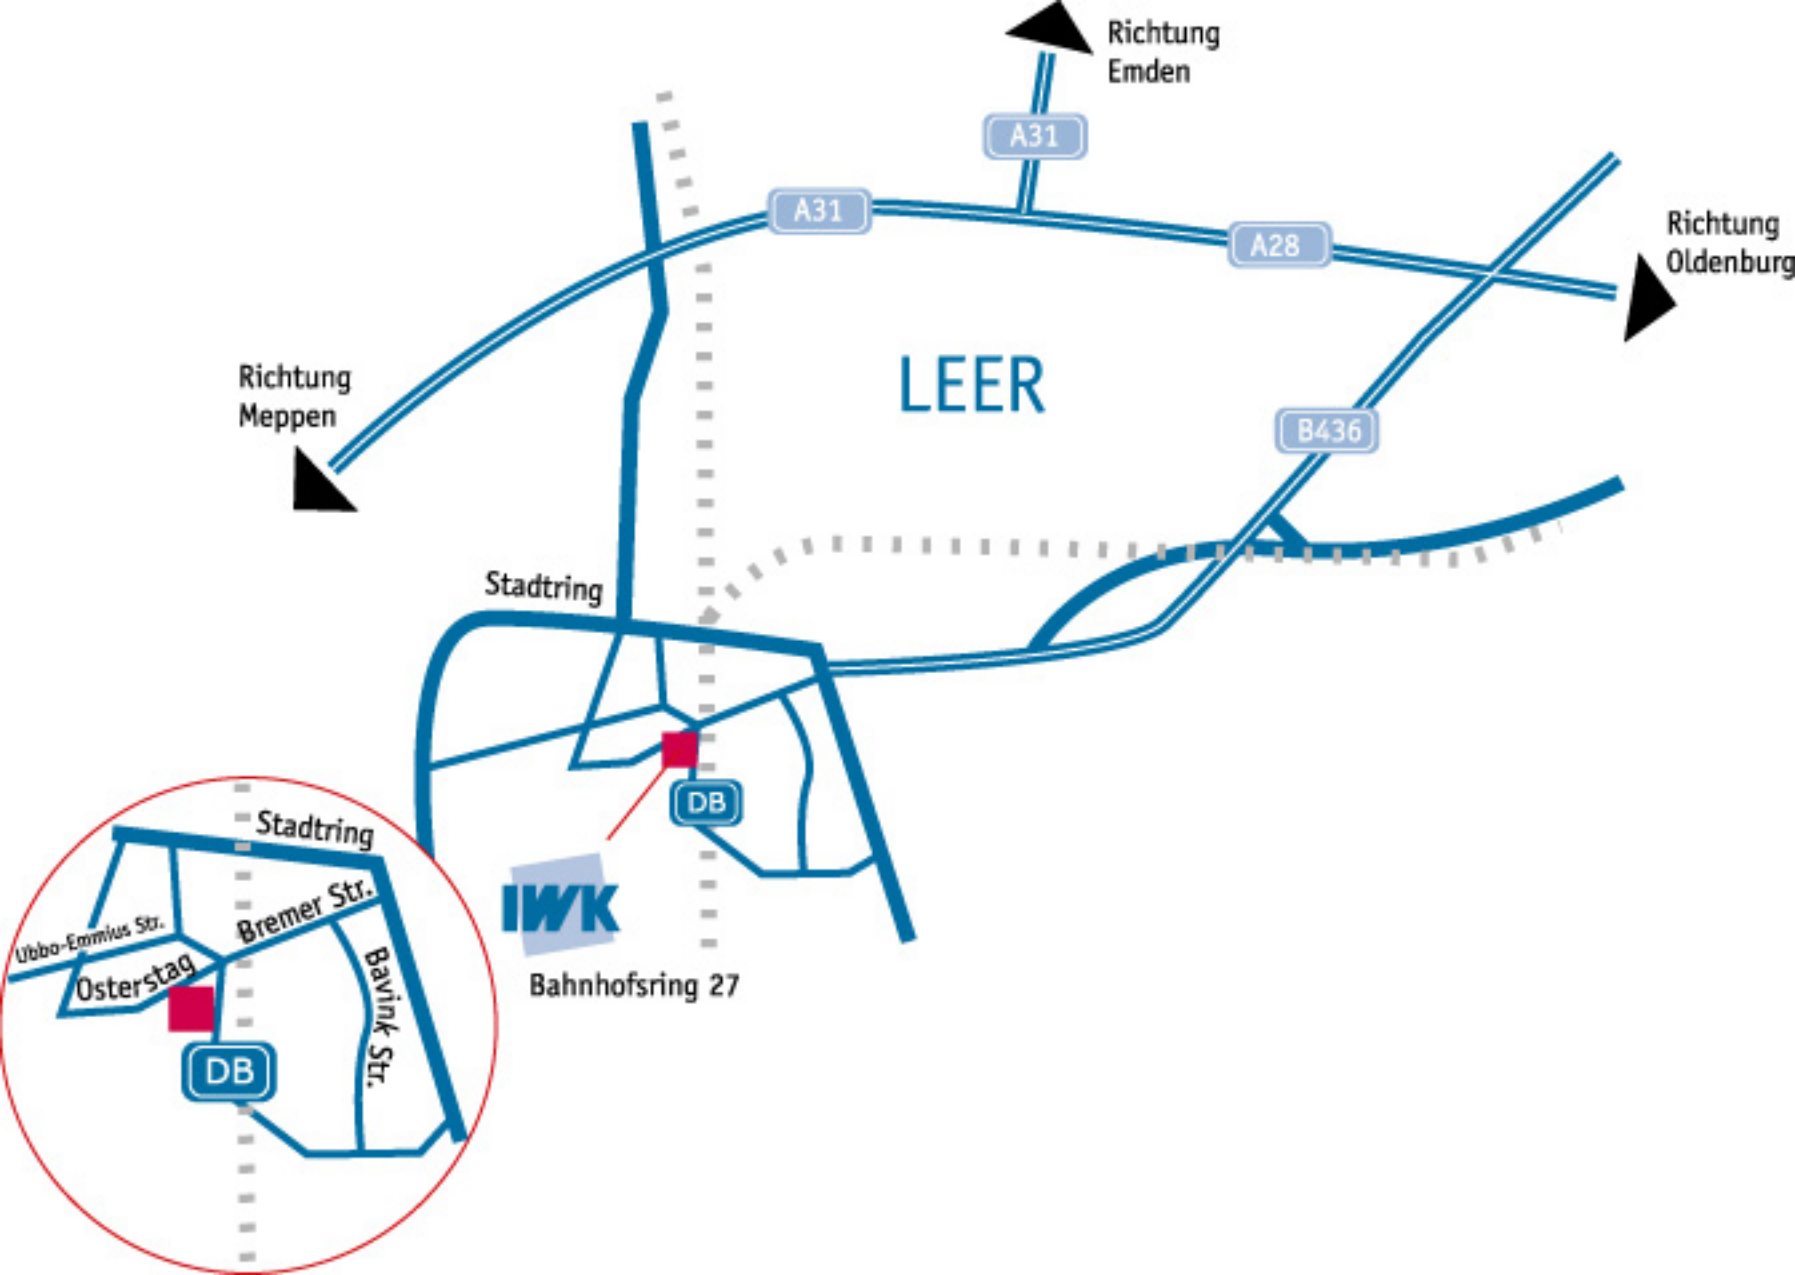 Richtung
Emden
A31
A31
A28
Richtung
Oldenburg
Richtung
Meppen
LEER
B436
Stadtring
DB
IWK
Bahnhofsring 27
Stadtring
Bremer Str.
Ubbo-Emmius Str.
Osterstag
Bavink Str.
DB